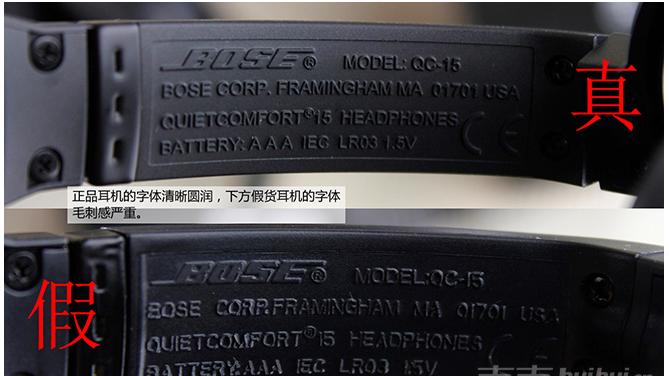 BOSE® MODEL: QC-15
BOSE CORP. FRAMINGHAM MA 01701 USA
QUIETCOMFORT®15 HEADPHONES
BATTERY: AAA IEC LR03 1.5V
CE
真
正品耳机的字体清晰圆润，下方假货耳机的字体
毛刺感严重。
假
BOSE® MODEL:QC-15
BOSE CORP.FRAMINGHAM MA 01701 USA
QUIETCOMFORT®15 HEADPHONES
BATTERY:AAA IEC LR03 1.5V
CE